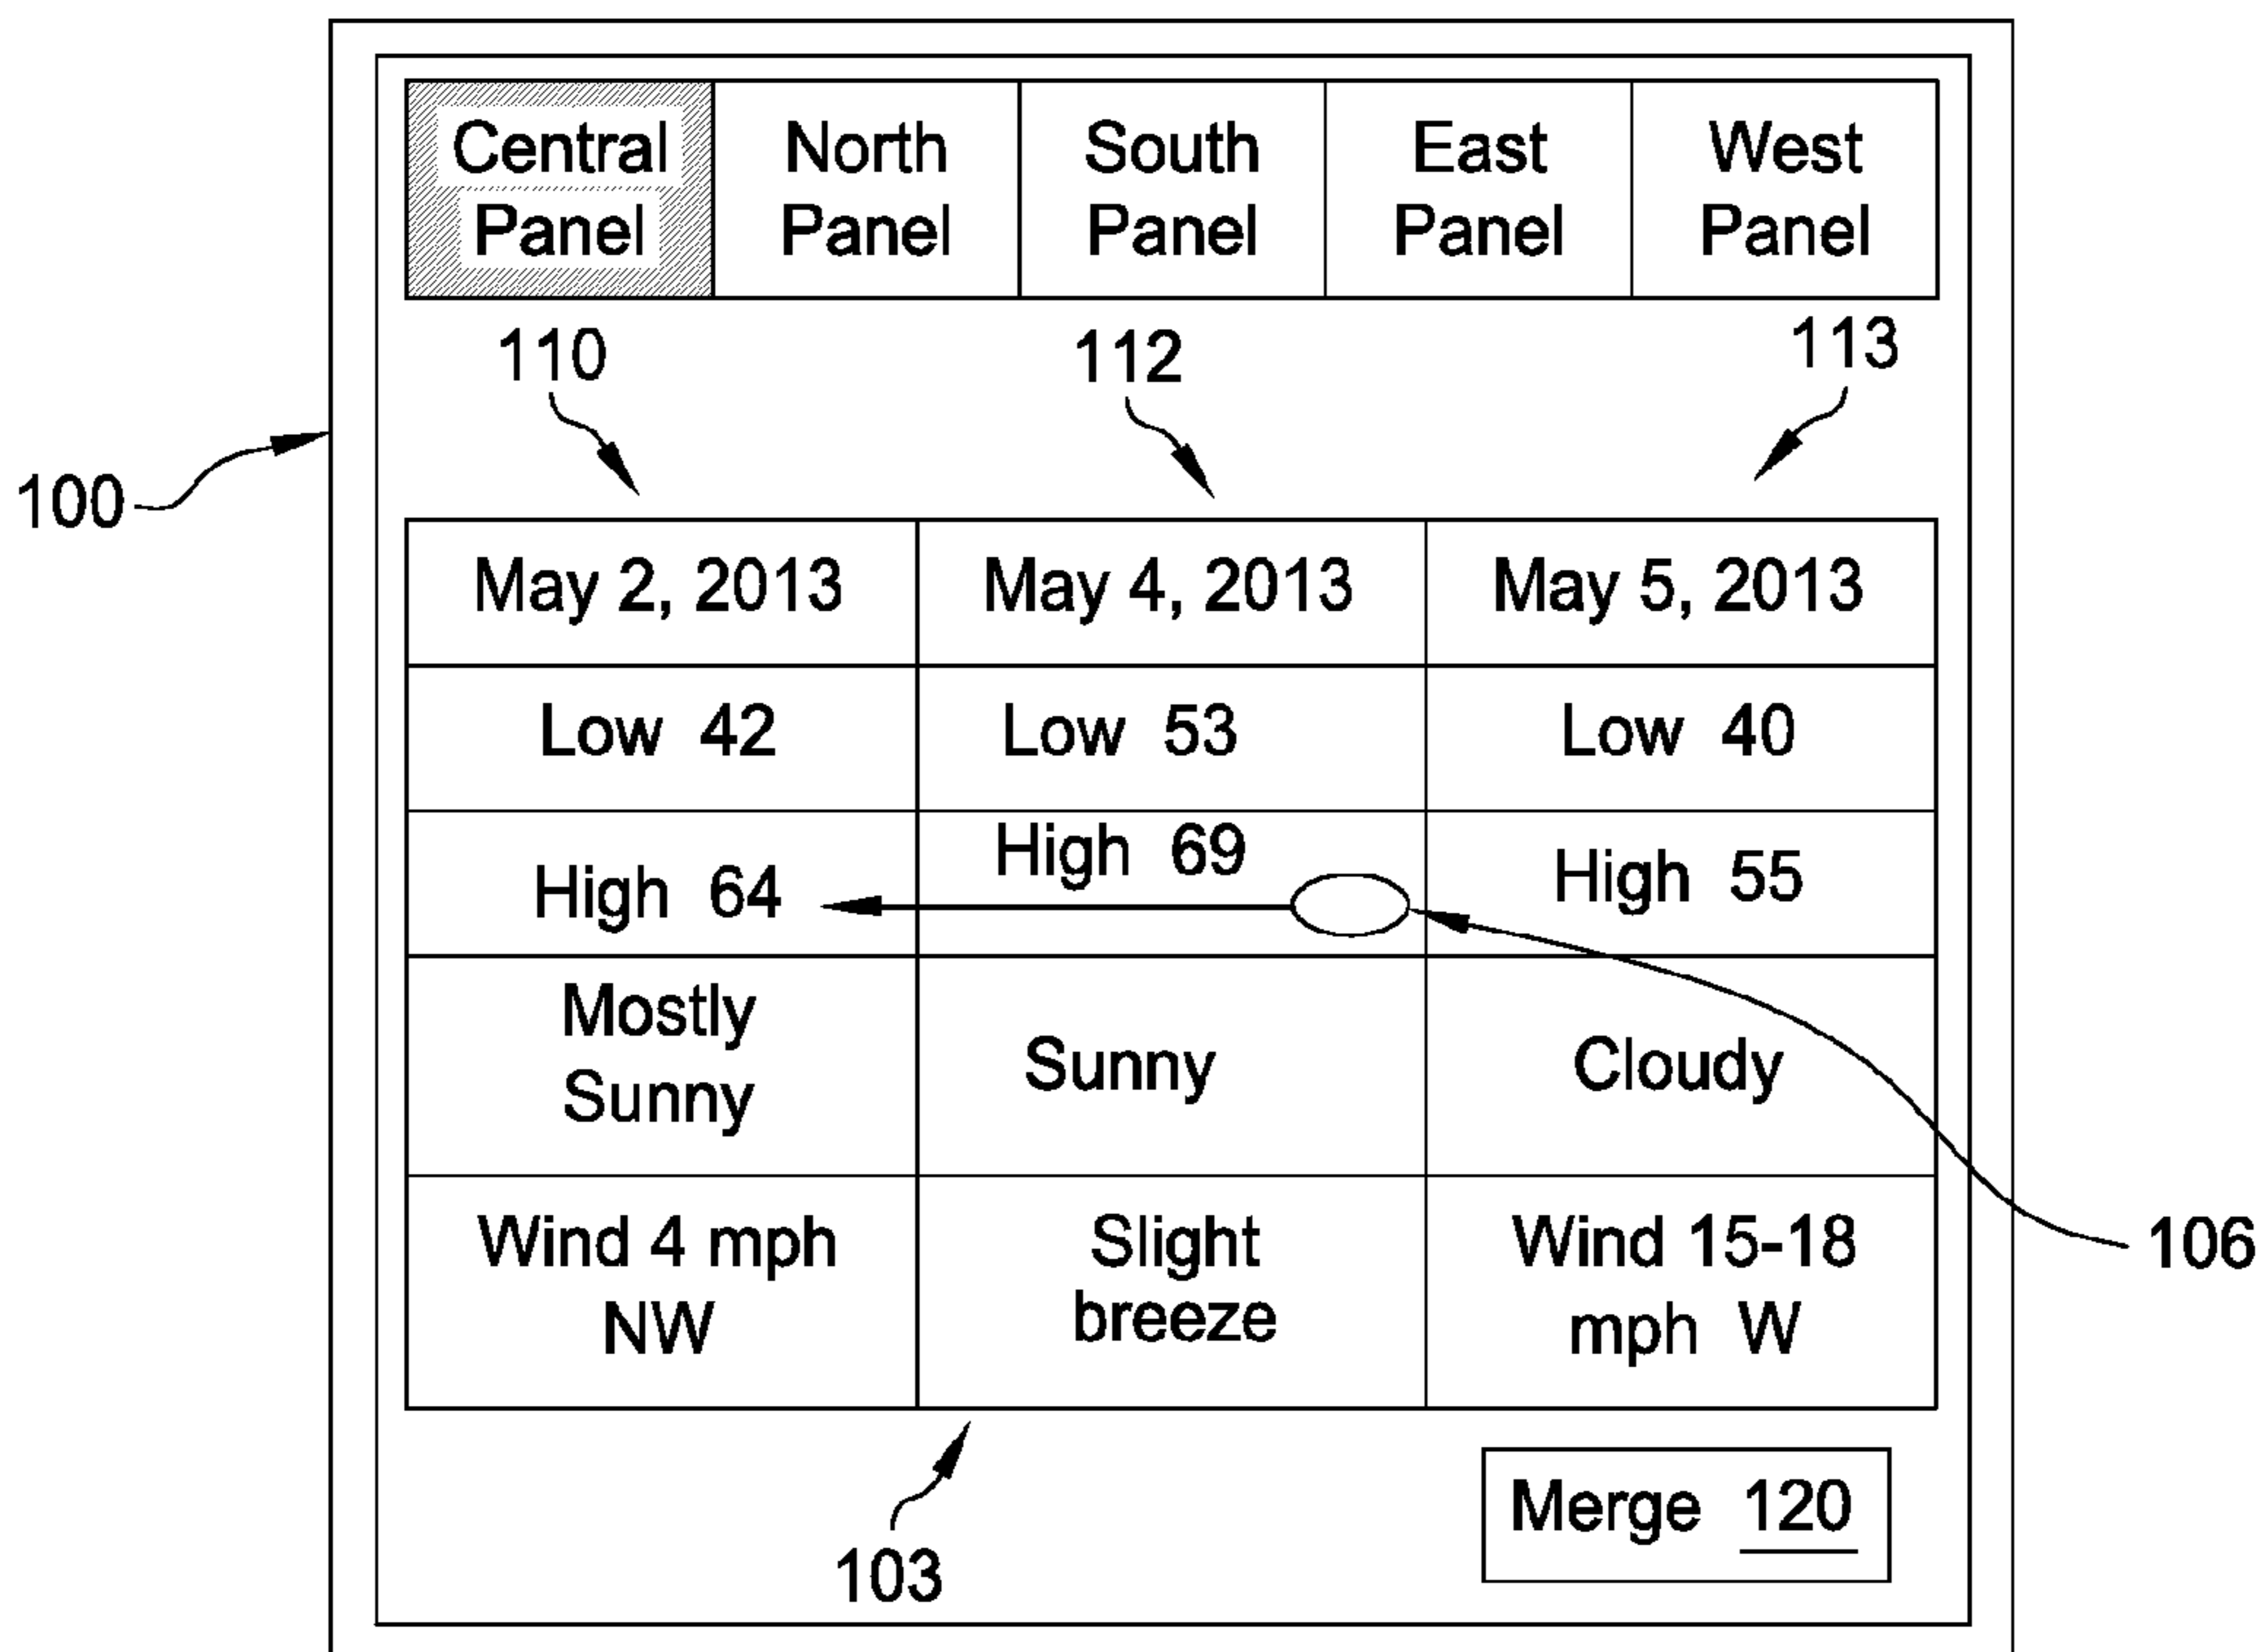 Central North South East West
Panel Panel Panel Panel Panel
110 112 113
100
May 2, 2013 May 4, 2013 May 5, 2013
Low 42 Low 53 Low 40
High 64 High 69 High 55
Mostly
Sunny Sunny Cloudy
Wind 4 mph Slight Wind 15-18
NW breeze mph W
106
Merge 120
103